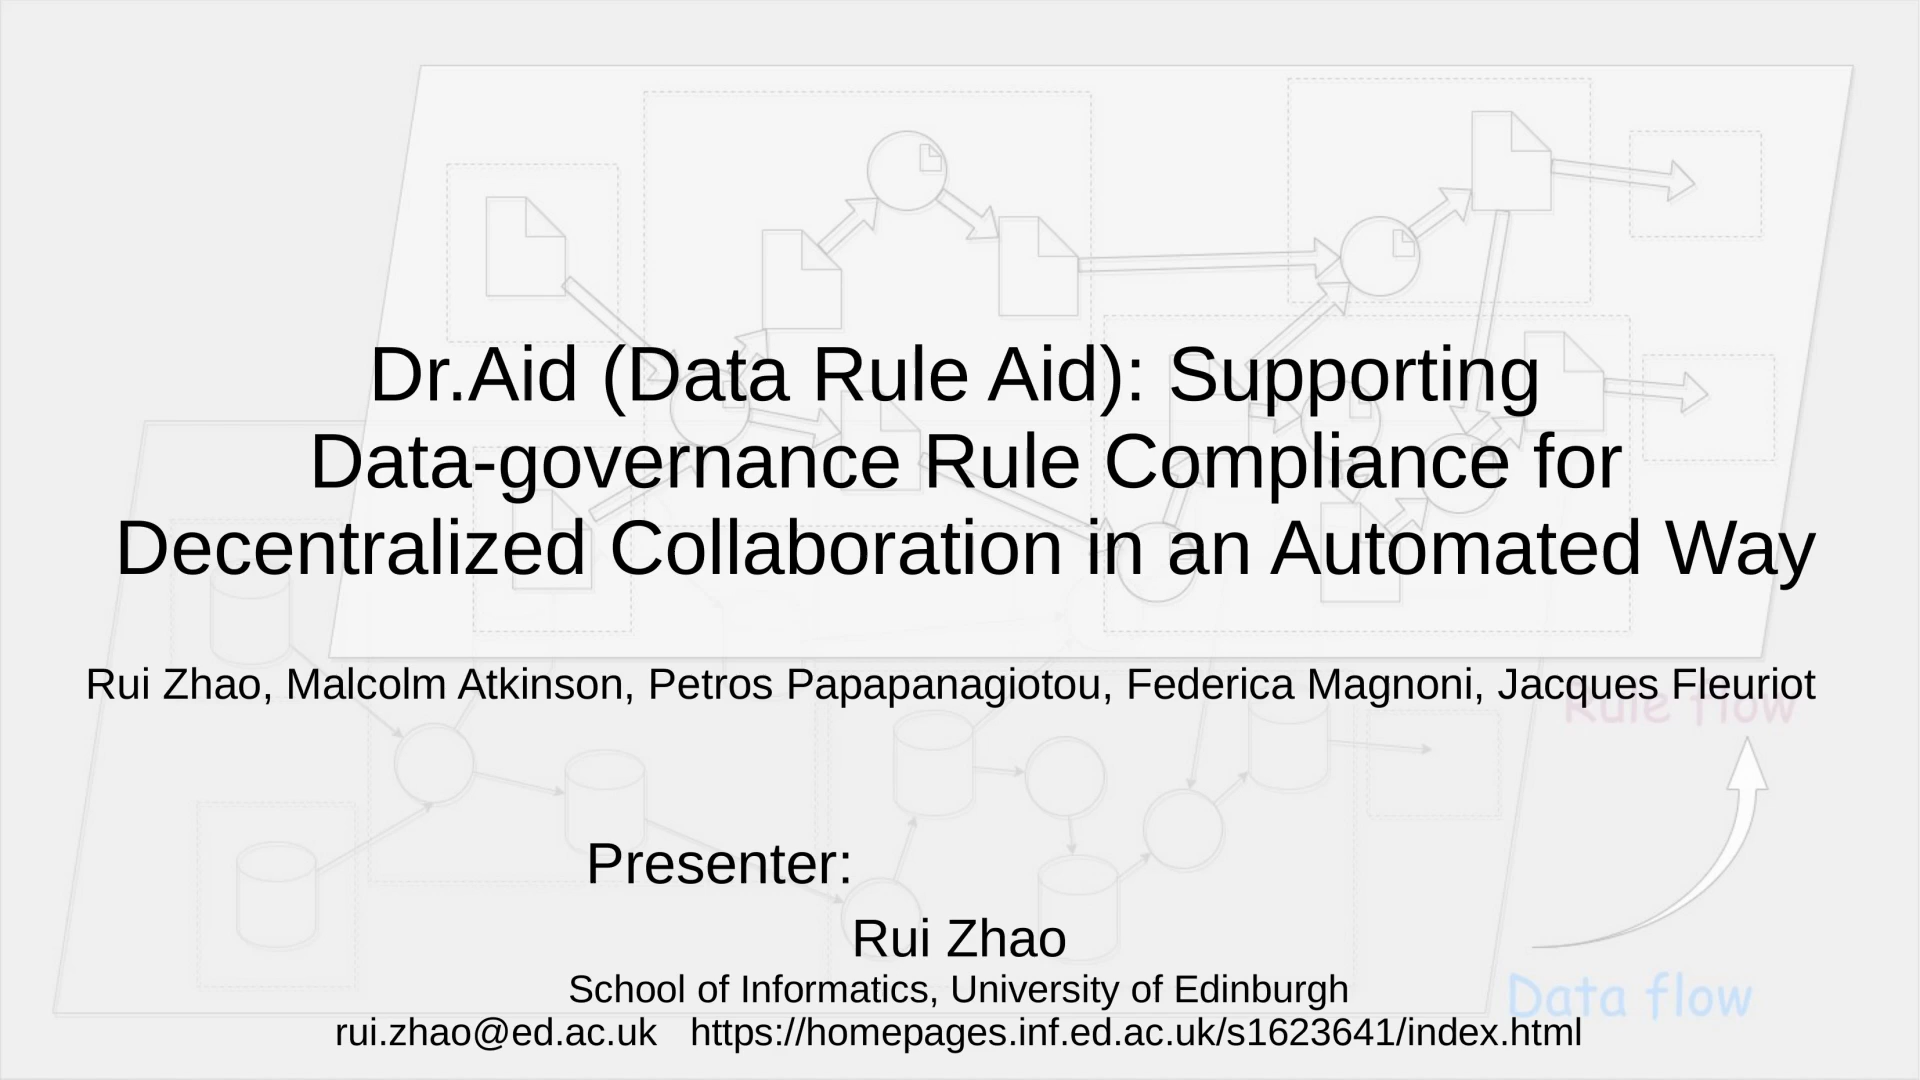 Dr.Aid (Data Rule Aid): Supporting
Data-governance Rule Compliance for
Decentralized Collaboration in an Automated Way
Rui Zhao, Malcolm Atkinson, Petros Papapanagiotou, Federica Magnoni, Jacques Fleuriot
Rule flow
Presenter:
Rui Zhao
School of Informatics, University of Edinburgh
Data flow
rui.zhao@ed.ac.uk https://homepages.inf.ed.ac.uk/s1623641/index.html